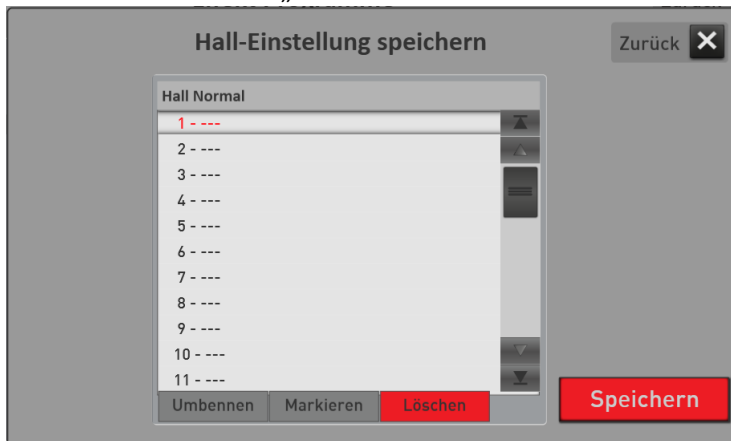 Hall-Einstellung speichern
Zurück
Hall Normal
1 - ---
2 - ---
3 - ---
4 - ---
5 - ---
6 - ---
7 - ---
8 - ---
9 - ---
10 - ---
11 - ---
Umbennen Markieren Löschen
Speichern